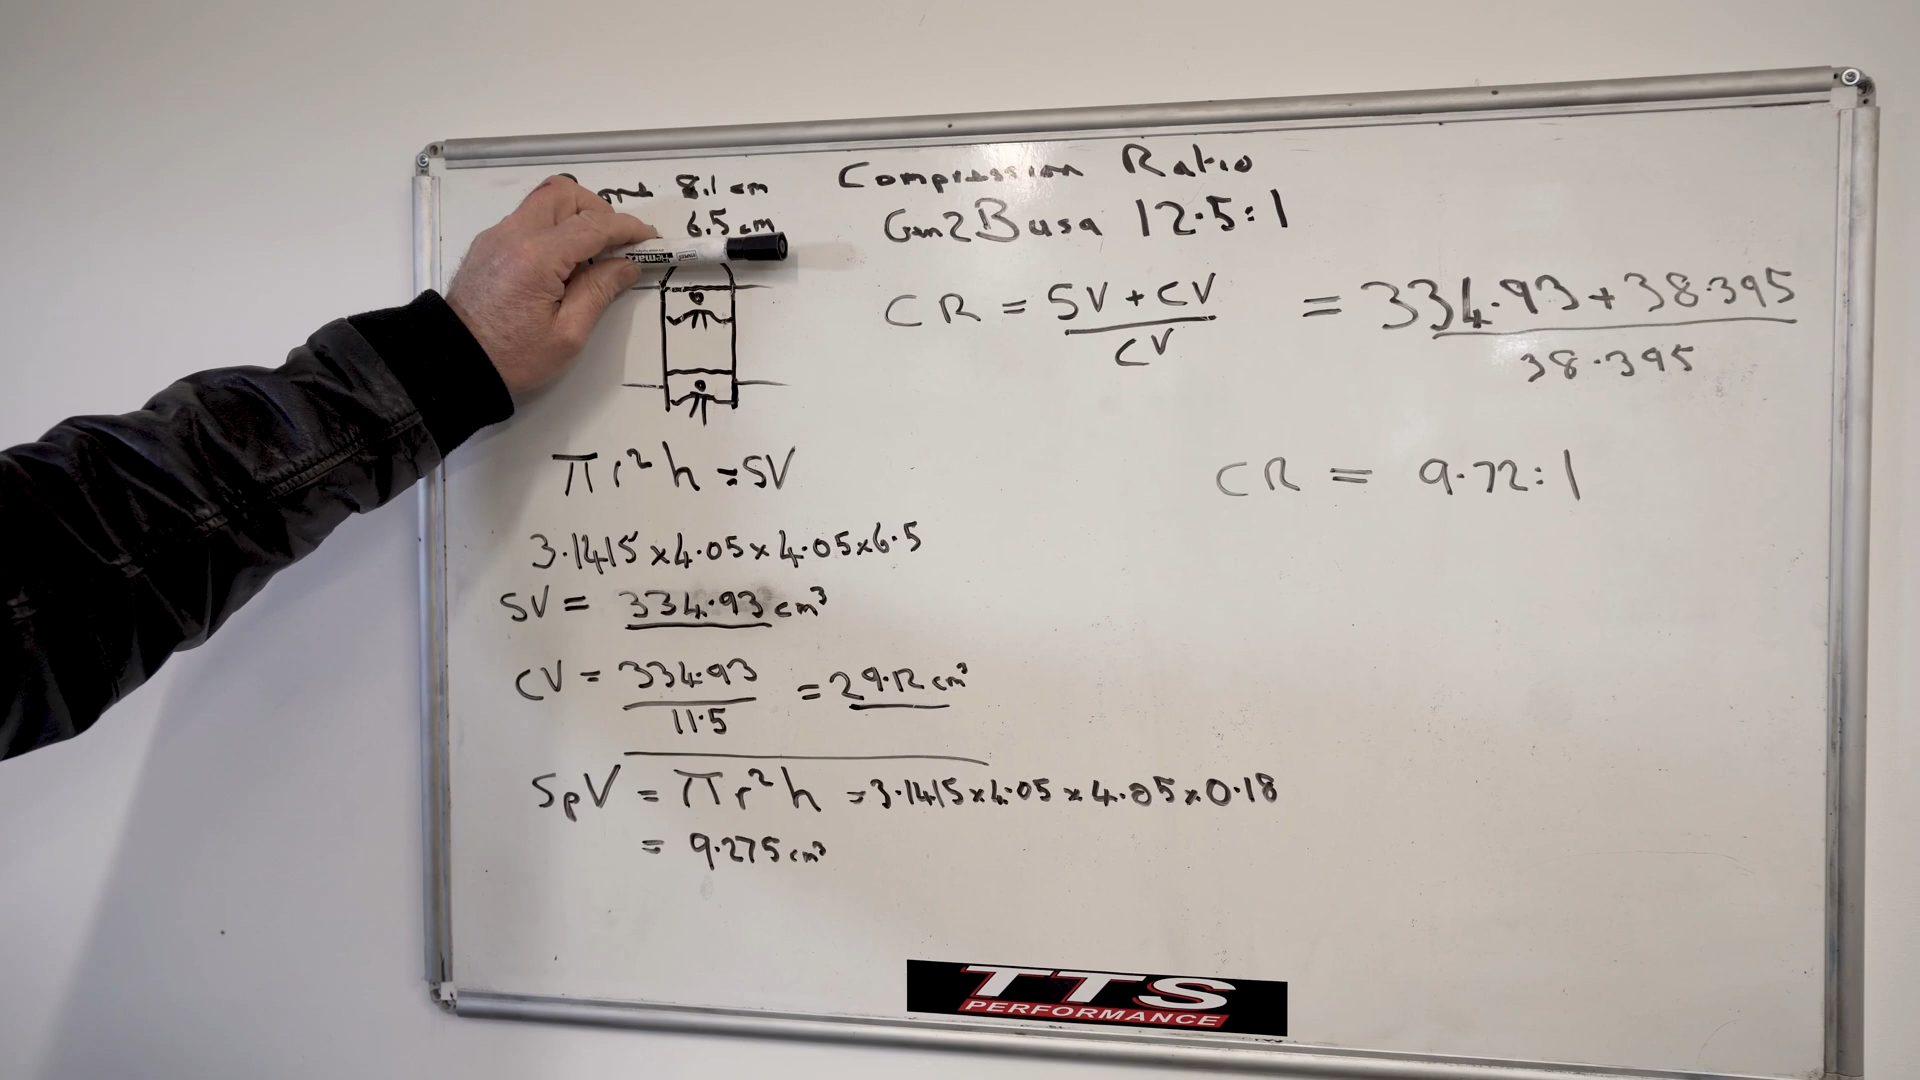 8.1 cm
6.5 cm
Compression Ratio
Gen2 Busa 12.5:1
CR = SV + CV / CV = 334.93 + 38.395 / 38.395
πr²h = SV
CR = 9.72:1
3.1415 x 4.05 x 4.05 x 6.5
SV = 334.93 cm³
CV = 334.93 / 11.5 = 29.12 cm³
SpV = πr²h = 3.1415 x 4.05 x 4.05 x 0.18
= 9.275 cm³
TTS
PERFORMANCE